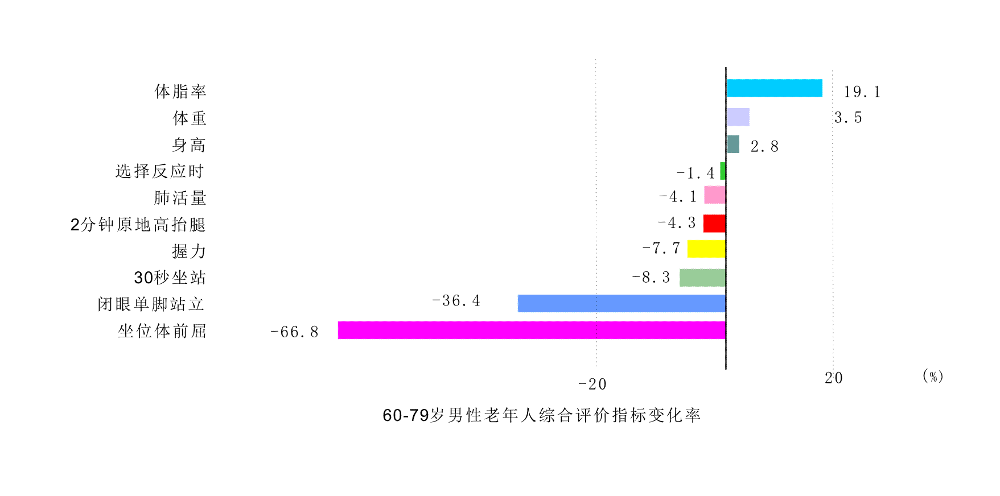 体脂率 19.1
体重 3.5
身高 2.8
选择反应时 -1.4
肺活量 -4.1
2分钟原地高抬腿 -4.3
握力 -7.7
30秒坐站 -8.3
闭眼单脚站立 -36.4
坐位体前屈 -66.8
-20 20 (%)
60-79岁男性老年人综合评价指标变化率